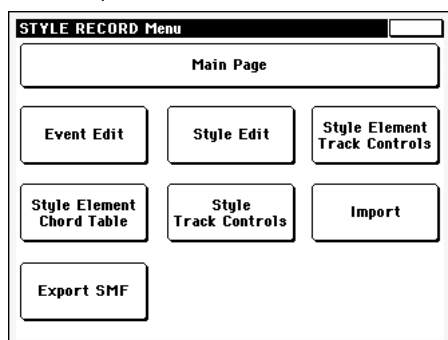 STYLE RECORD Menu
Main Page
Event Edit
Style Edit
Style Element
Track Controls
Style Element
Chord Table
Style
Track Controls
Import
Export SMF